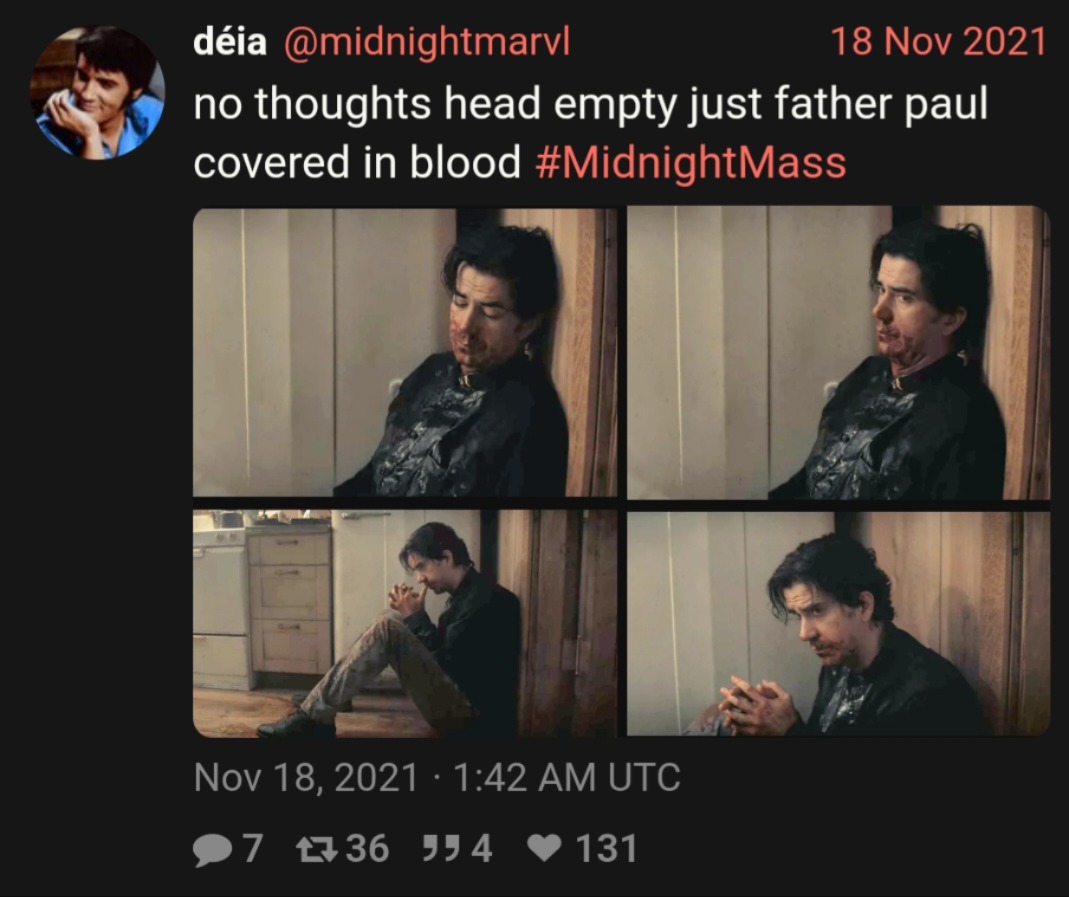 déia @midnightmarvl 18 Nov 2021
no thoughts head empty just father paul
covered in blood #MidnightMass
Nov 18, 2021 · 1:42 AM UTC
7 36 4 131